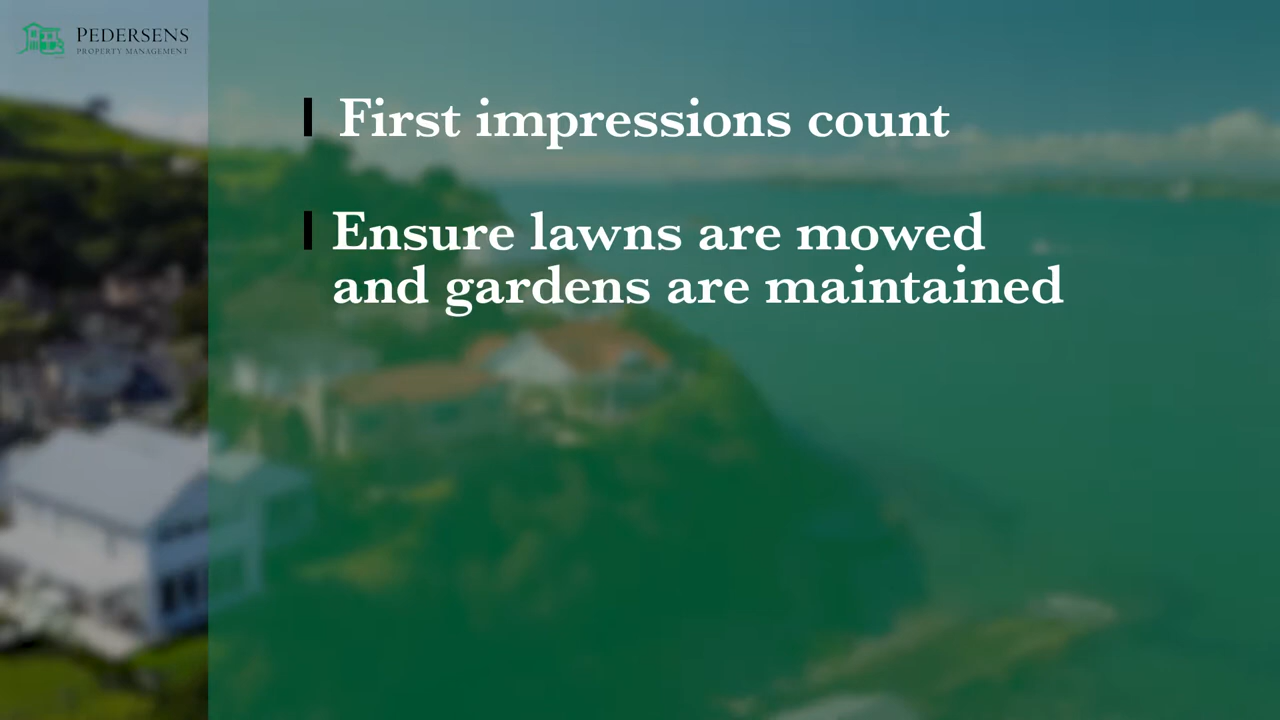 PEDERSENS
PROPERTY MANAGEMENT
First impressions count
Ensure lawns are mowed
and gardens are maintained